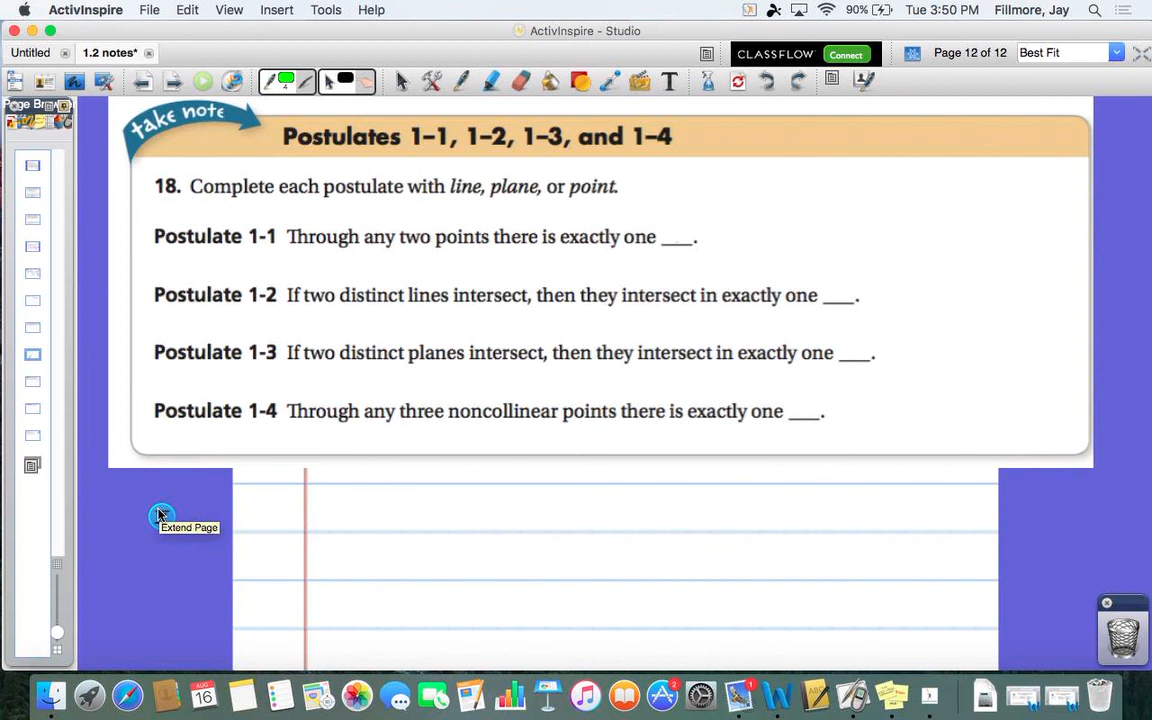 ActivInspire File Edit View Insert Tools Help 90% Tue 3:50 PM Fillmore, Jay
ActivInspire - Studio
Untitled 1.2 notes* CLASSFLOW Connect Page 12 of 12 Best Fit
4 T
take note
Postulates 1–1, 1–2, 1–3, and 1–4
18. Complete each postulate with line, plane, or point.
Postulate 1-1 Through any two points there is exactly one ___.
Postulate 1-2 If two distinct lines intersect, then they intersect in exactly one ___.
Postulate 1-3 If two distinct planes intersect, then they intersect in exactly one ___.
Postulate 1-4 Through any three noncollinear points there is exactly one ___.
Extend Page
AUG
16
2
1